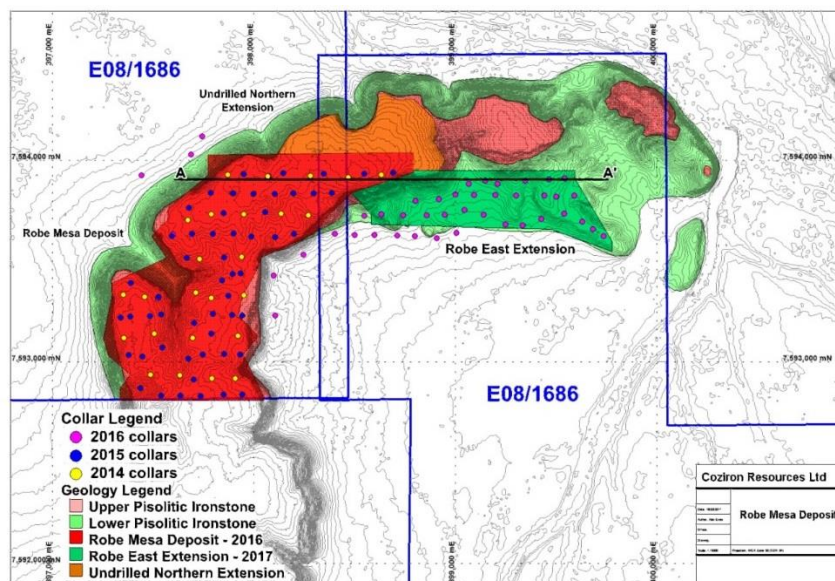 397,000 mE
398,000 mE
399,000 mE
400,000 mE
E08/1686
Undrilled Northern
Extension
7,594,000 mN
7,594,000 mN
A
A'
Robe Mesa Deposit
Robe East Extension
7,593,000 mN
7,593,000 mN
E08/1686
Collar Legend
2016 collars
2015 collars
2014 collars
Geology Legend
Upper Pisolitic Ironstone
Lower Pisolitic Ironstone
Robe Mesa Deposit - 2016
Robe East Extension - 2017
Undrilled Northern Extension
Coziron Resources Ltd
Robe Mesa Deposit
7,592,000 mN